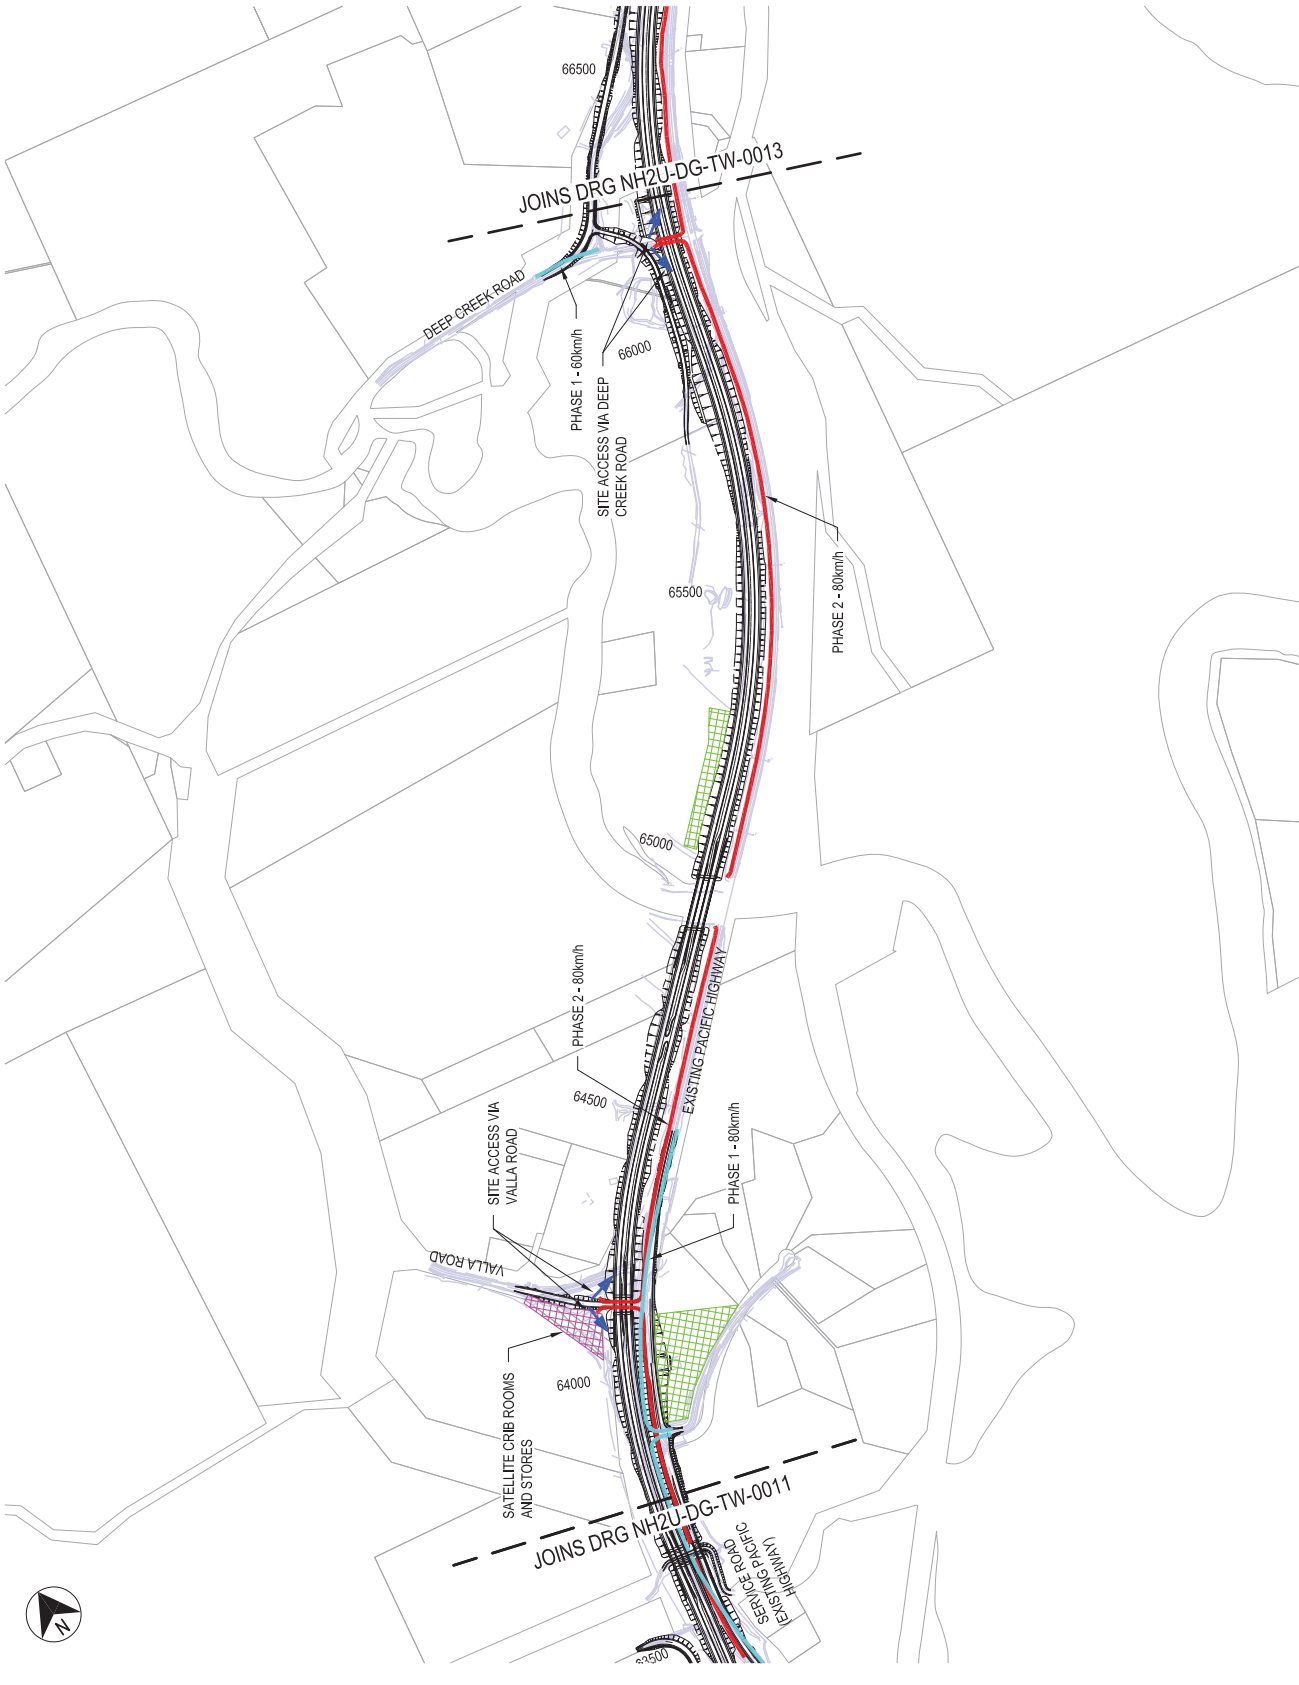 66500
JOINS DRG NH2U-DG-TW-0013
DEEP CREEK ROAD
PHASE 1 - 60km/h
SITE ACCESS VIA DEEP
CREEK ROAD
66000
65500
PHASE 2 - 80km/h
65000
PHASE 2 - 80km/h
EXISTING PACIFIC HIGHWAY
64500
SITE ACCESS VIA
VALLA ROAD
PHASE 1 - 80km/h
VALLA ROAD
64000
SATELLITE CRIB ROOMS
AND STORES
JOINS DRG NH2U-DG-TW-0011
SERVICE ROAD
(EXISTING PACIFIC
HIGHWAY)
63500
N